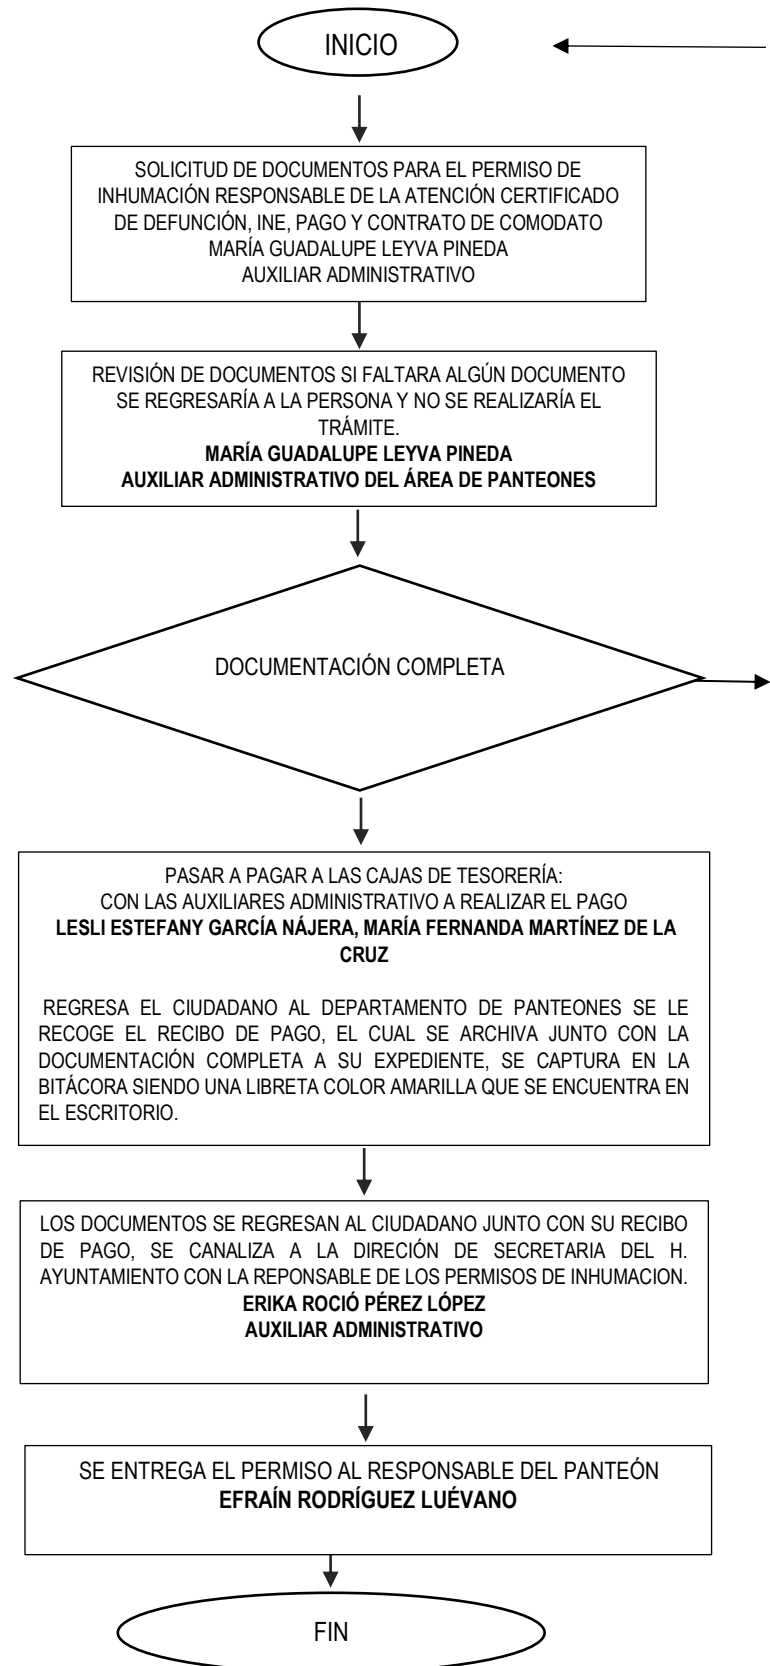 INICIO
SOLICITUD DE DOCUMENTOS PARA EL PERMISO DE
INHUMACIÓN RESPONSABLE DE LA ATENCIÓN CERTIFICADO
DE DEFUNCIÓN, INE, PAGO Y CONTRATO DE COMODATO
MARÍA GUADALUPE LEYVA PINEDA
AUXILIAR ADMINISTRATIVO
REVISIÓN DE DOCUMENTOS SI FALTARA ALGÚN DOCUMENTO
SE REGRESARÍA A LA PERSONA Y NO SE REALIZARÍA EL
TRÁMITE.
MARÍA GUADALUPE LEYVA PINEDA
AUXILIAR ADMINISTRATIVO DEL ÁREA DE PANTEONES
DOCUMENTACIÓN COMPLETA
PASAR A PAGAR A LAS CAJAS DE TESORERÍA:
CON LAS AUXILIARES ADMINISTRATIVO A REALIZAR EL PAGO
LESLI ESTEFANY GARCÍA NÁJERA, MARÍA FERNANDA MARTÍNEZ DE LA
CRUZ
REGRESA EL CIUDADANO AL DEPARTAMENTO DE PANTEONES SE LE
RECOGE EL RECIBO DE PAGO, EL CUAL SE ARCHIVA JUNTO CON LA
DOCUMENTACIÓN COMPLETA A SU EXPEDIENTE, SE CAPTURA EN LA
BITÁCORA SIENDO UNA LIBRETA COLOR AMARILLA QUE SE ENCUENTRA EN
EL ESCRITORIO.
LOS DOCUMENTOS SE REGRESAN AL CIUDADANO JUNTO CON SU RECIBO
DE PAGO, SE CANALIZA A LA DIRECIÓN DE SECRETARIA DEL H.
AYUNTAMIENTO CON LA REPONSABLE DE LOS PERMISOS DE INHUMACION.
ERIKA ROCIÓ PÉREZ LÓPEZ
AUXILIAR ADMINISTRATIVO
SE ENTREGA EL PERMISO AL RESPONSABLE DEL PANTEÓN
EFRAÍN RODRÍGUEZ LUÉVANO
FIN